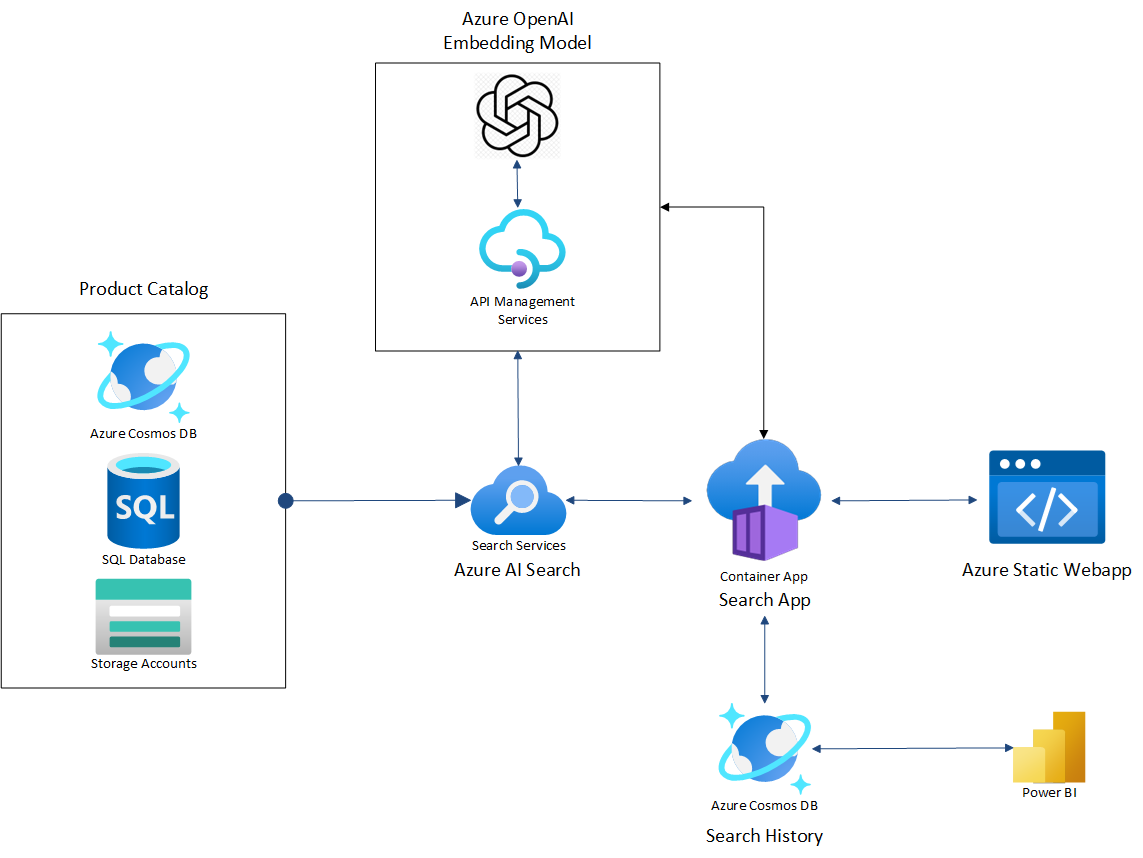 Azure OpenAI
Embedding Model
API Management
Services
Product Catalog
Azure Cosmos DB
SQL
SQL Database
Storage Accounts
Search Services
Azure AI Search
Container App
Search App
</>
Azure Static Webapp
Azure Cosmos DB
Search History
Power BI